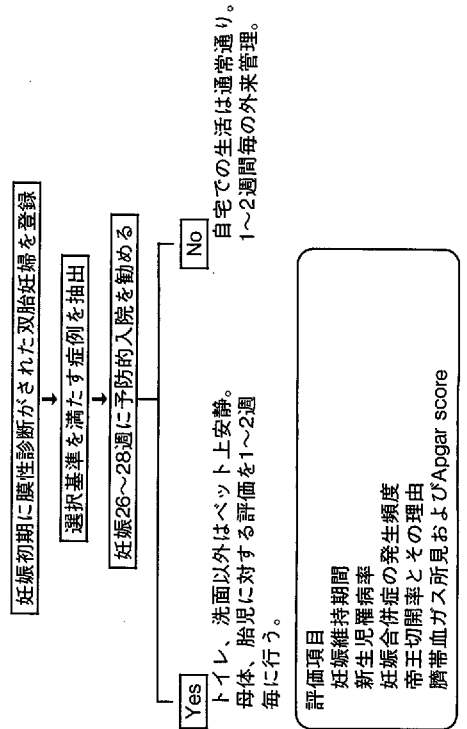 妊娠初期に膜性診断がされた双胎妊婦を登録
選択基準を満たす症例を抽出
妊娠26～28週に予防的入院を勧める
Yes
トイレ、洗面以外はベット上安静。
母体、胎児に対する評価を1～2週
毎に行う。
No
自宅での生活は通常通り。
1～2週間毎の外来管理。
評価項目
妊娠維持期間
新生児罹病率
妊娠合併症の発生頻度
帝王切開率とその理由
臍帯血ガス所見およびApgar score